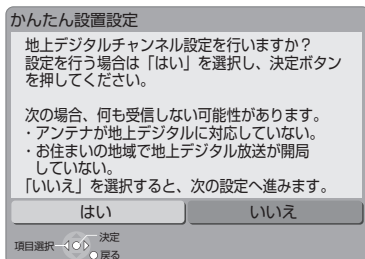 かんたん設置設定
地上デジタルチャンネル設定を行いますか？
設定を行う場合は「はい」を選択し、決定ボタン
を押してください。
次の場合、何も受信しない可能性があります。
・アンテナが地上デジタルに対応していない。
・お住まいの地域で地上デジタル放送が開局
していない。
「いいえ」を選択すると、次の設定へ進みます。
はい いいえ
項目選択 決定
戻る